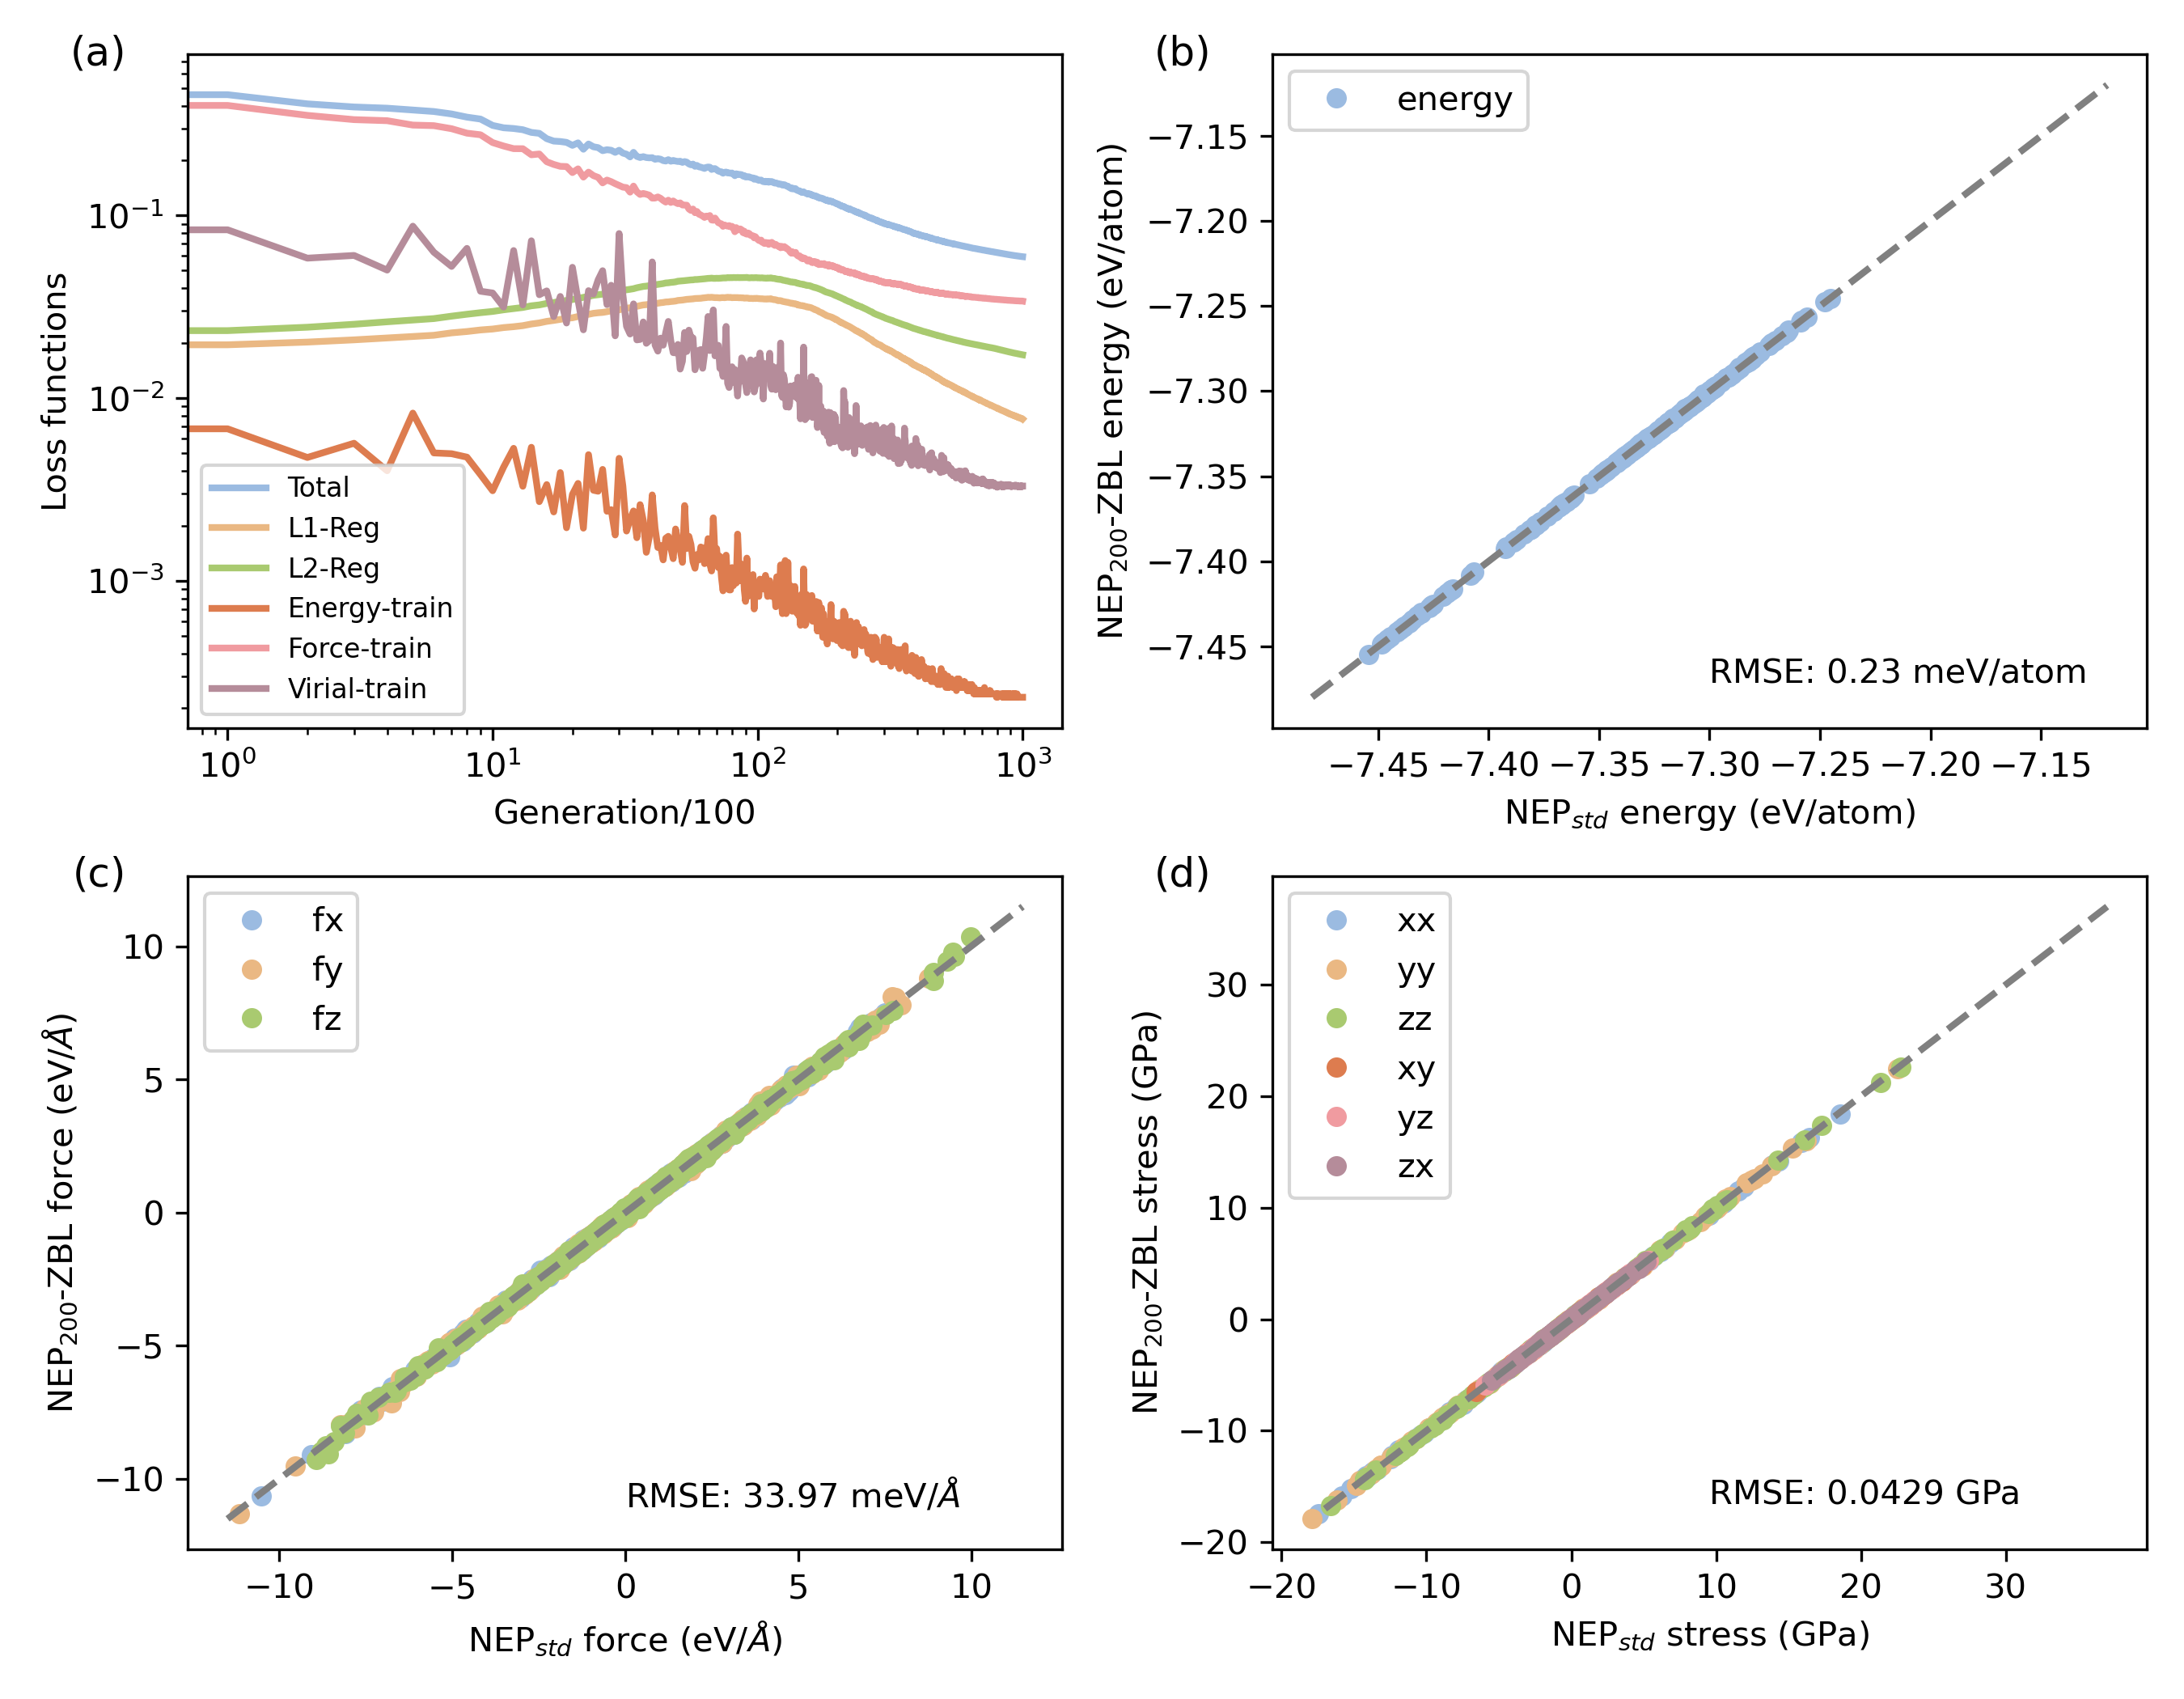 (a)
10⁻¹
10⁻²
10⁻³
Loss functions
Total
L1-Reg
L2-Reg
Energy-train
Force-train
Virial-train
10⁰ 10¹ 10² 10³
Generation/100
(b)
energy
−7.15
−7.20
−7.25
−7.30
−7.35
−7.40
−7.45
NEP₂₀₀-ZBL energy (eV/atom)
RMSE: 0.23 meV/atom
−7.45 −7.40 −7.35 −7.30 −7.25 −7.20 −7.15
NEP_std energy (eV/atom)
(c)
fx
fy
fz
10
5
0
−5
−10
NEP₂₀₀-ZBL force (eV/Å)
RMSE: 33.97 meV/Å
−10 −5 0 5 10
NEP_std force (eV/Å)
(d)
xx
yy
zz
xy
yz
zx
30
20
10
0
−10
−20
NEP₂₀₀-ZBL stress (GPa)
RMSE: 0.0429 GPa
−20 −10 0 10 20 30
NEP_std stress (GPa)